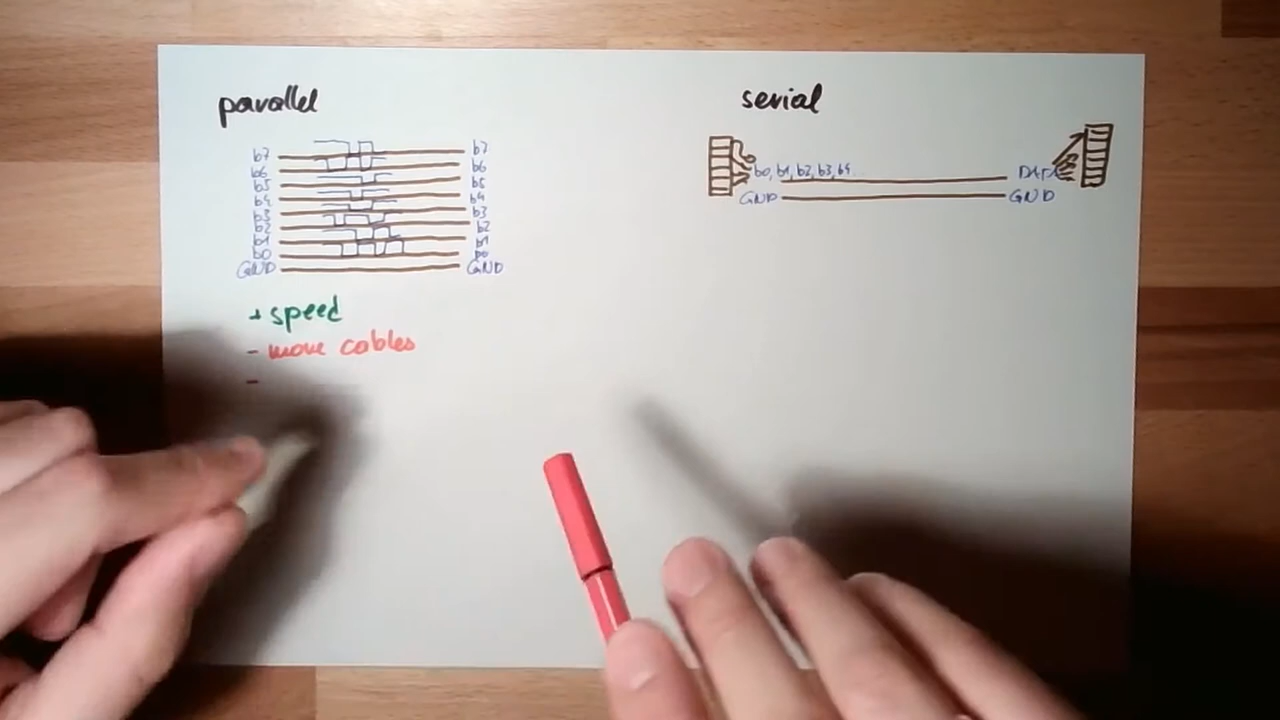 parallel
b7 b7
b6 b6
b5 b5
b4 b4
b3 b3
b2 b2
b1 b1
b0 b0
GND GND
+ speed
- more cables
-
serial
b0, b1, b2, b3, b4
GND GND